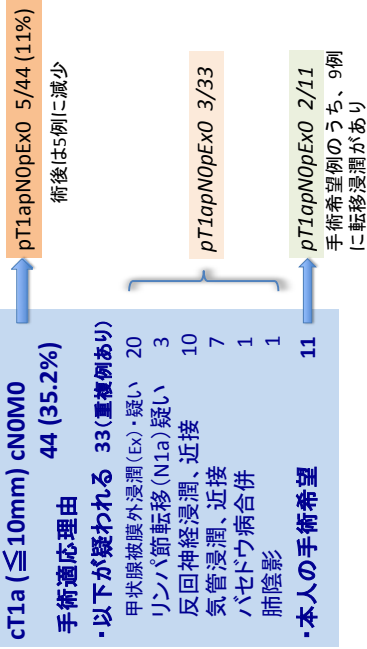 cT1a (≦10mm) cN0M0
44 (35.2%)
手術適応理由
・以下が疑われる 33(重複例あり)
甲状腺被膜外浸潤(Ex)・疑い 20
リンパ節転移(N1a)疑い 3
反回神経浸潤、近接 10
気管浸潤、近接 7
バセドウ病合併 1
肺陰影 1
・本人の手術希望 11
pT1apN0pEx0 5/44 (11%)
術後は5例に減少
pT1apN0pEx0 3/33
pT1apN0pEx0 2/11
手術希望例のうち、9例
に転移浸潤があり